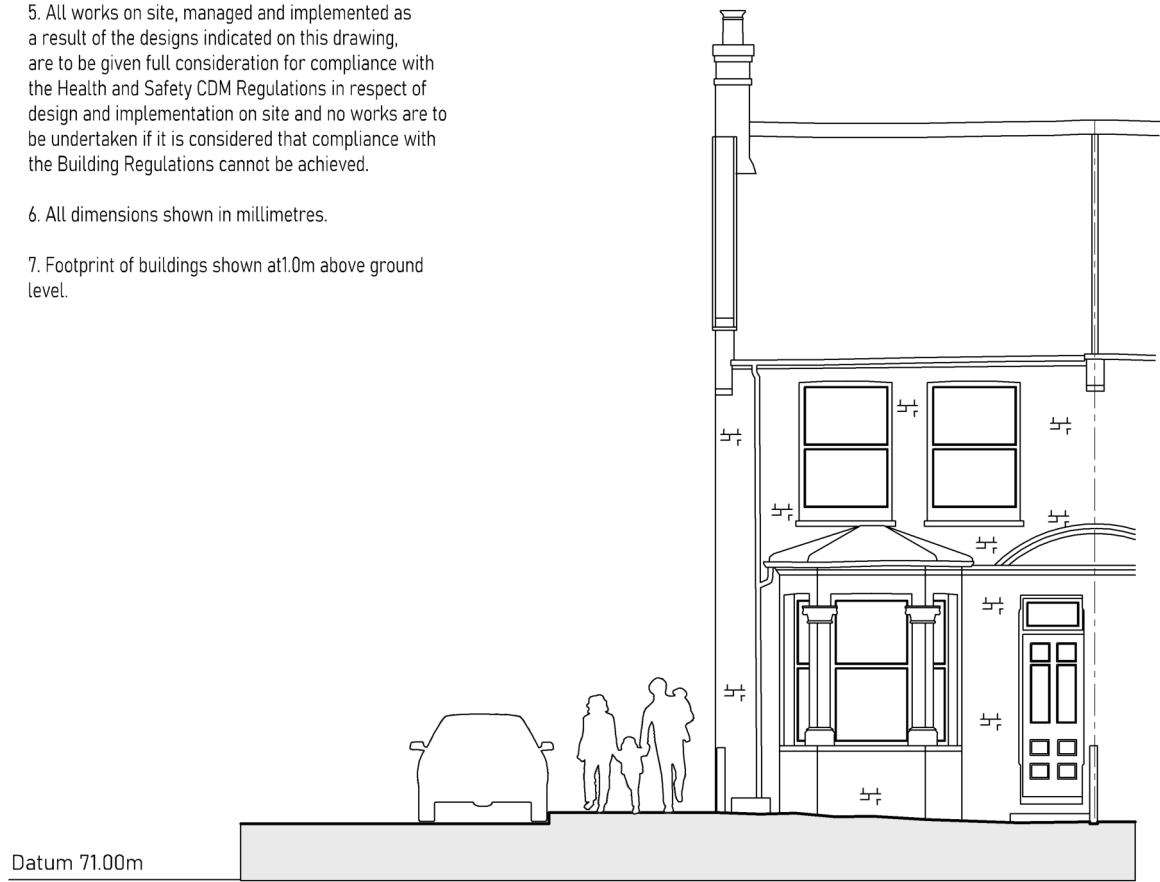 5. All works on site, managed and implemented as
a result of the designs indicated on this drawing,
are to be given full consideration for compliance with
the Health and Safety CDM Regulations in respect of
design and implementation on site and no works are to
be undertaken if it is considered that compliance with
the Building Regulations cannot be achieved.
6. All dimensions shown in millimetres.
7. Footprint of buildings shown at1.0m above ground
level.
Datum 71.00m